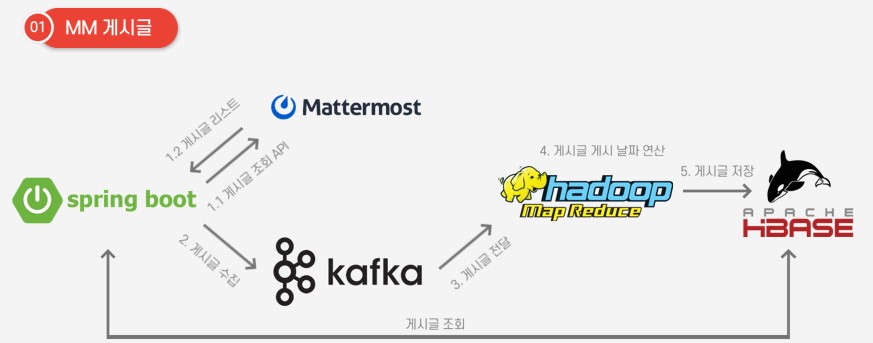 01 MM 게시글
Mattermost
1.2 게시글 리스트
1.1 게시글 조회 API
spring boot
2. 게시글 수집
kafka
3. 게시글 전달
4. 게시글 게시 날짜 연산
hadoop
Map Reduce
5. 게시글 저장
APACHE
HBASE
게시글 조회